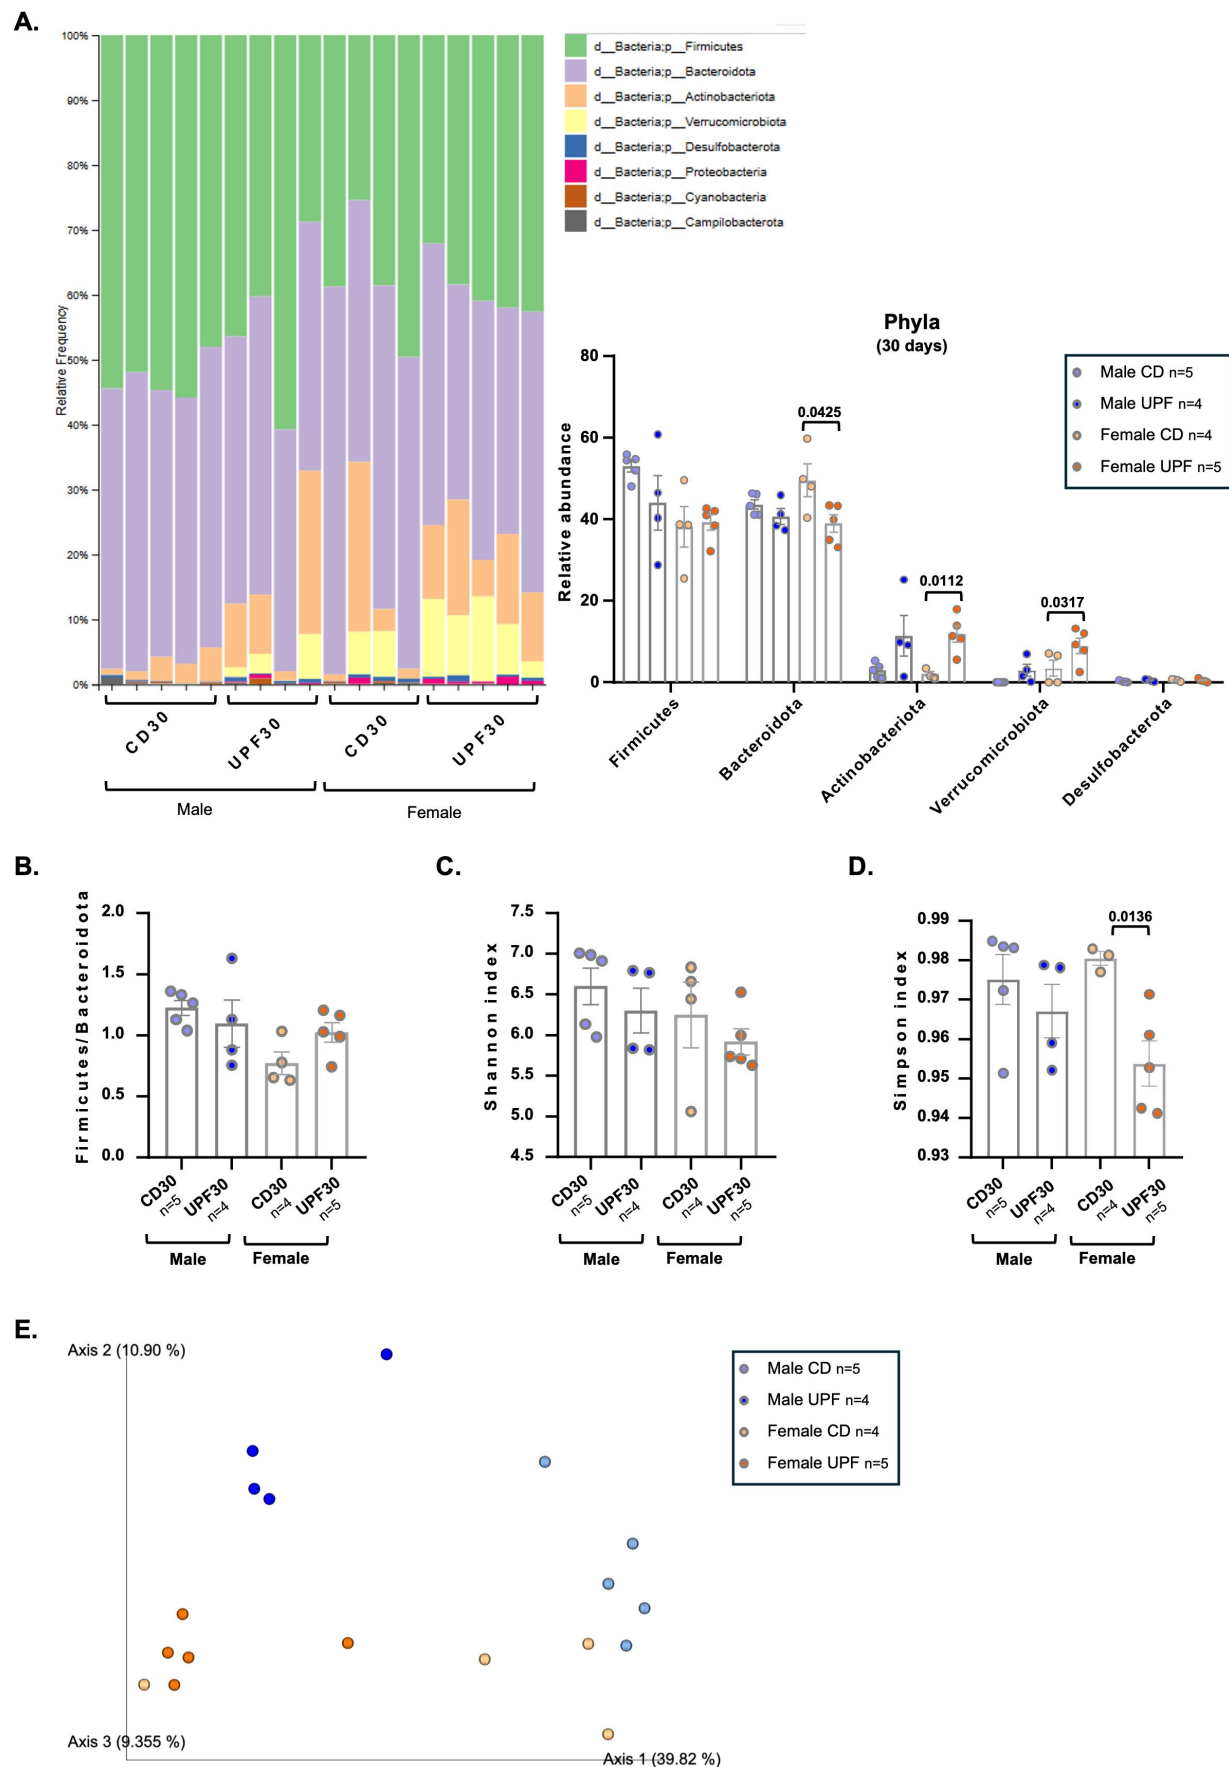 A.
100%
90%
80%
70%
60%
50%
40%
30%
20%
10%
0%
Relative Frequency
d__Bacteria;p__Firmicutes
d__Bacteria;p__Bacteroidota
d__Bacteria;p__Actinobacteriota
d__Bacteria;p__Verrucomicrobiota
d__Bacteria;p__Desulfobacterota
d__Bacteria;p__Proteobacteria
d__Bacteria;p__Cyanobacteria
d__Bacteria;p__Campilobacterota
CD30
UPF30
CD30
UPF30
Male
Female
Phyla
(30 days)
Relative abundance
80
60
40
20
0
0.0425
0.0112
0.0317
Male CD n=5
Male UPF n=4
Female CD n=4
Female UPF n=5
Firmicutes
Bacteroidota
Actinobacteriota
Verrucomicrobiota
Desulfobacterota
B.
Firmicutes/Bacteroidota
2.0
1.5
1.0
0.5
0.0
CD30
n=5
UPF30
n=4
CD30
n=4
UPF30
n=5
Male
Female
C.
Shannon index
7.5
7.0
6.5
6.0
5.5
5.0
4.5
CD30
n=5
UPF30
n=4
CD30
n=4
UPF30
n=5
Male
Female
D.
Simpson index
0.99
0.98
0.97
0.96
0.95
0.94
0.93
0.0136
CD30
n=5
UPF30
n=4
CD30
n=4
UPF30
n=5
Male
Female
E.
Axis 2 (10.90 %)
Male CD n=5
Male UPF n=4
Female CD n=4
Female UPF n=5
Axis 3 (9.355 %)
Axis 1 (39.82 %)